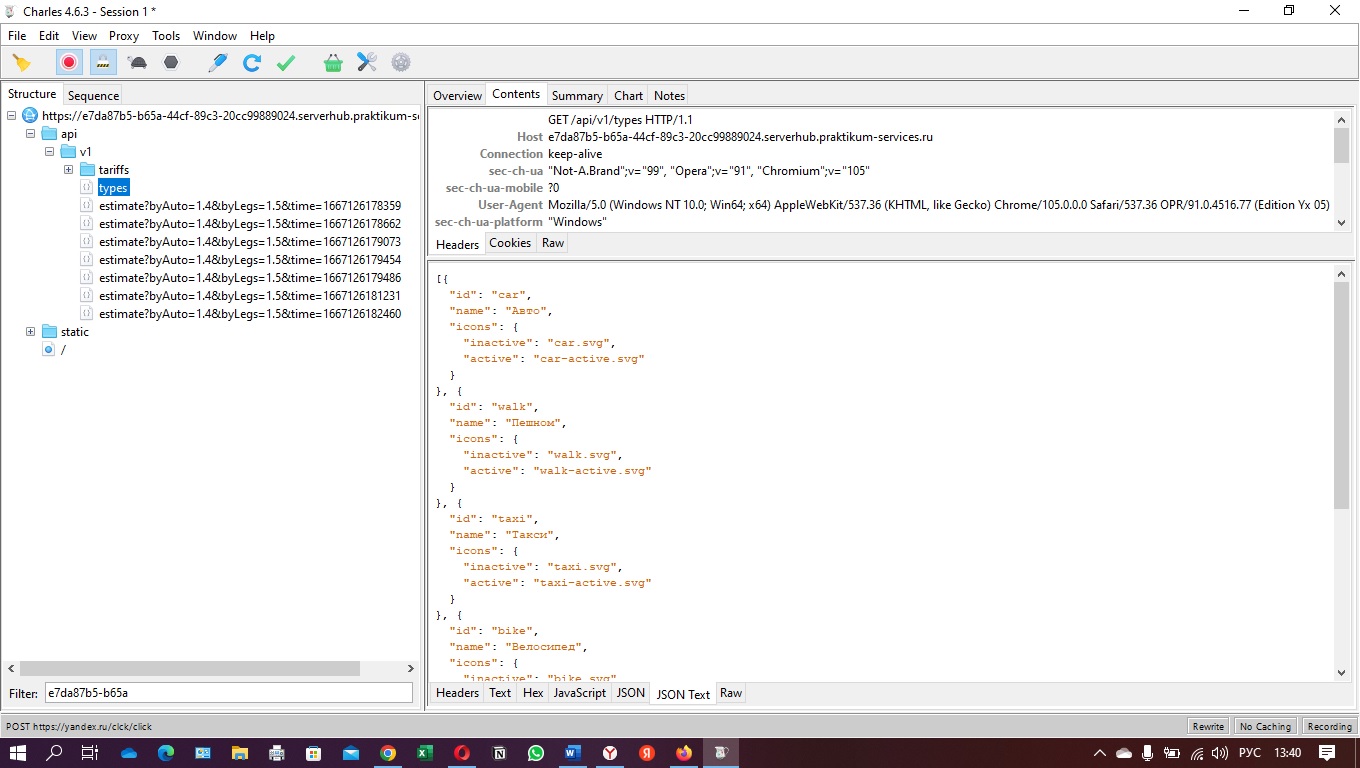 Charles 4.6.3 - Session 1 *
File Edit View Proxy Tools Window Help
Structure Sequence
https://e7da87b5-b65a-44cf-89c3-20cc99889024.serverhub.praktikum-s
api
v1
tariffs
types
estimate?byAuto=1.4&byLegs=1.5&time=1667126178359
estimate?byAuto=1.4&byLegs=1.5&time=1667126178662
estimate?byAuto=1.4&byLegs=1.5&time=1667126179073
estimate?byAuto=1.4&byLegs=1.5&time=1667126179454
estimate?byAuto=1.4&byLegs=1.5&time=1667126179486
estimate?byAuto=1.4&byLegs=1.5&time=1667126181231
estimate?byAuto=1.4&byLegs=1.5&time=1667126182460
static
/
Filter: e7da87b5-b65a
Overview Contents Summary Chart Notes
GET /api/v1/types HTTP/1.1
Host e7da87b5-b65a-44cf-89c3-20cc99889024.serverhub.praktikum-services.ru
Connection keep-alive
sec-ch-ua "Not-A.Brand";v="99", "Opera";v="91", "Chromium";v="105"
sec-ch-ua-mobile ?0
User-Agent Mozilla/5.0 (Windows NT 10.0; Win64; x64) AppleWebKit/537.36 (KHTML, like Gecko) Chrome/105.0.0.0 Safari/537.36 OPR/91.0.4516.77 (Edition Yx 05)
sec-ch-ua-platform "Windows"
Headers Cookies Raw
[{
"id": "car",
"name": "Авто",
"icons": {
"inactive": "car.svg",
"active": "car-active.svg"
}
}, {
"id": "walk",
"name": "Пешком",
"icons": {
"inactive": "walk.svg",
"active": "walk-active.svg"
}
}, {
"id": "taxi",
"name": "Такси",
"icons": {
"inactive": "taxi.svg",
"active": "taxi-active.svg"
}
}, {
"id": "bike",
"name": "Велосипед",
"icons": {
"inactive": "bike.svg"
Headers Text Hex JavaScript JSON JSON Text Raw
POST https://yandex.ru/clck/click
Rewrite No Caching Recording
РУС 13:40